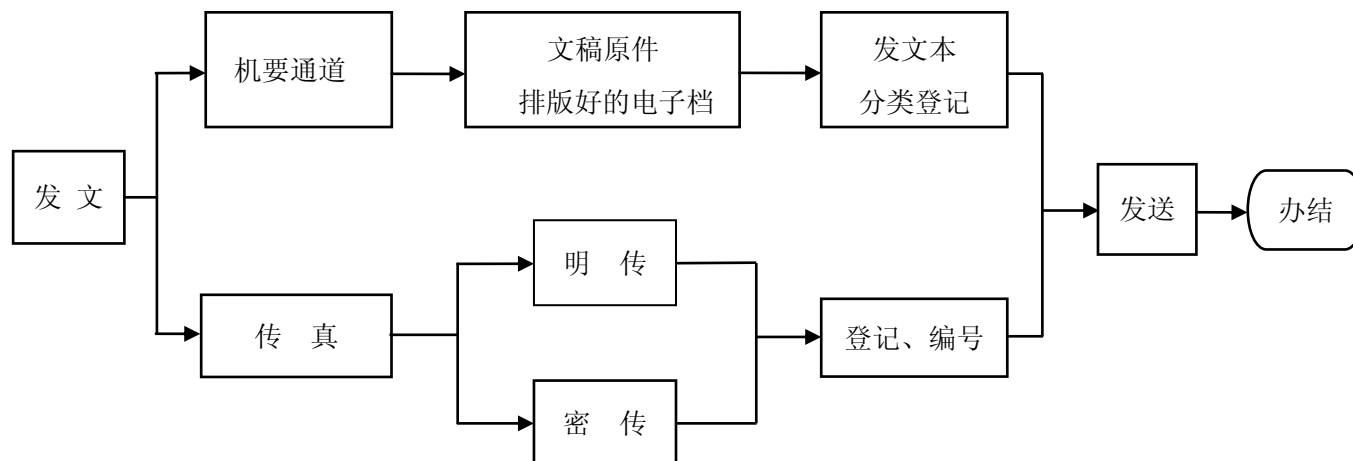 机要通道
文稿原件
排版好的电子档
发文本
分类登记
发 文
发送
办结
明 传
传 真
登记、编号
密 传